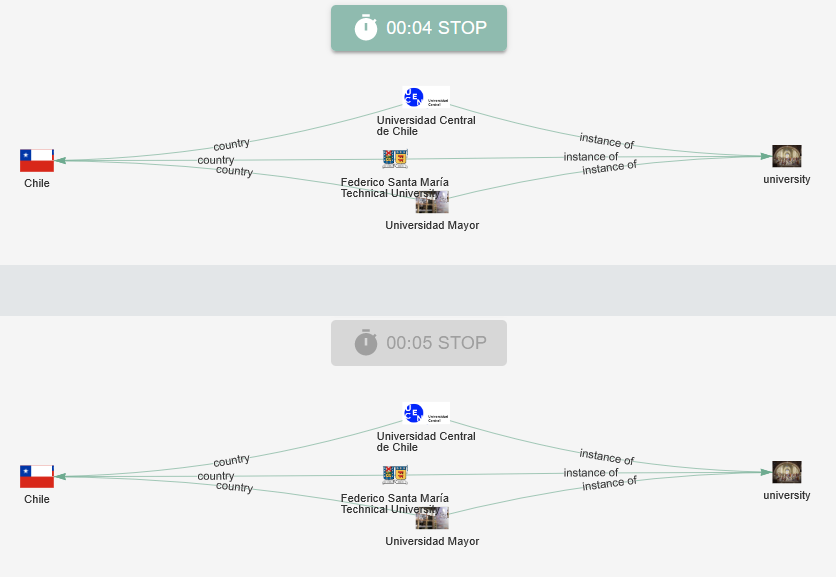 00:04 STOP
Universidad Central
de Chile
country
instance of
country
instance of
country
instance of
Chile
Federico Santa María
Technical University
university
Universidad Mayor
00:05 STOP
Universidad Central
de Chile
country
instance of
country
instance of
country
instance of
Chile
Federico Santa María
Technical University
university
Universidad Mayor